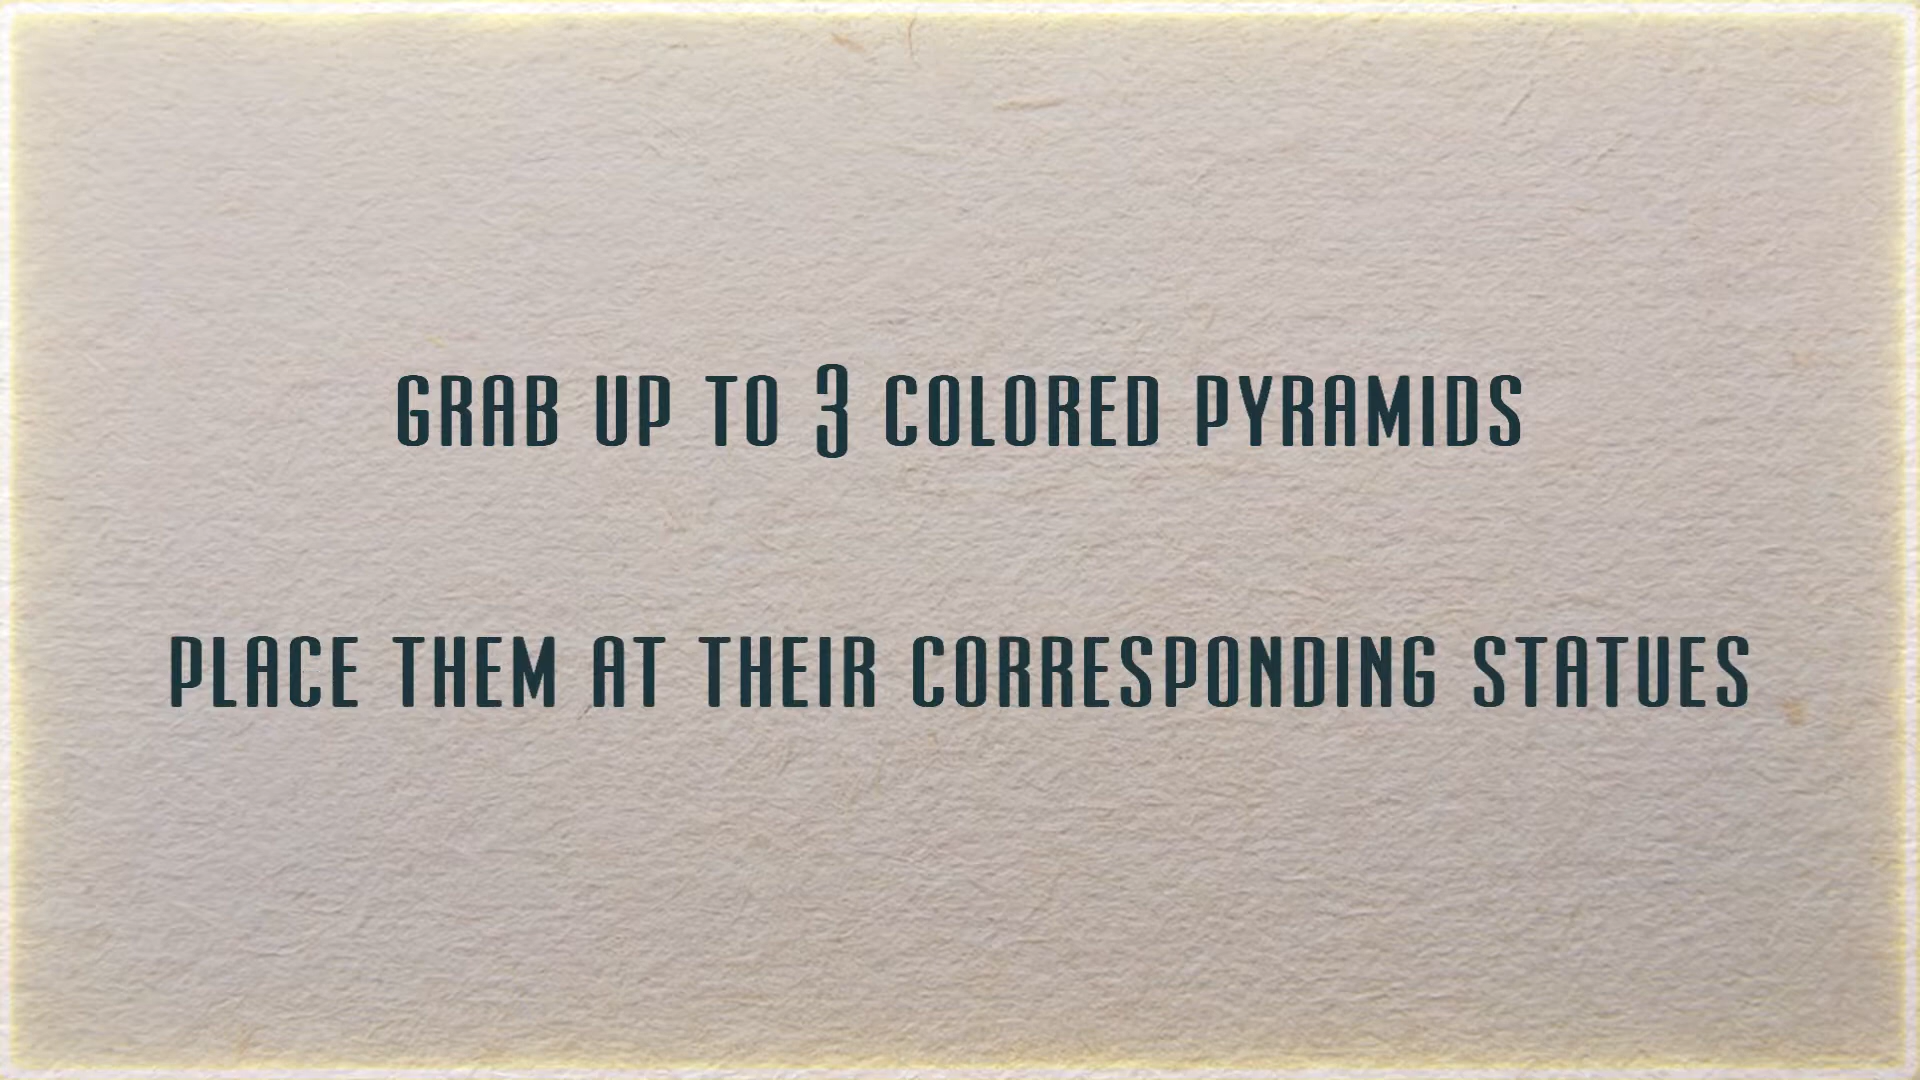 GRAB UP TO 3 COLORED PYRAMIDS
PLACE THEM AT THEIR CORRESPONDING STATUES